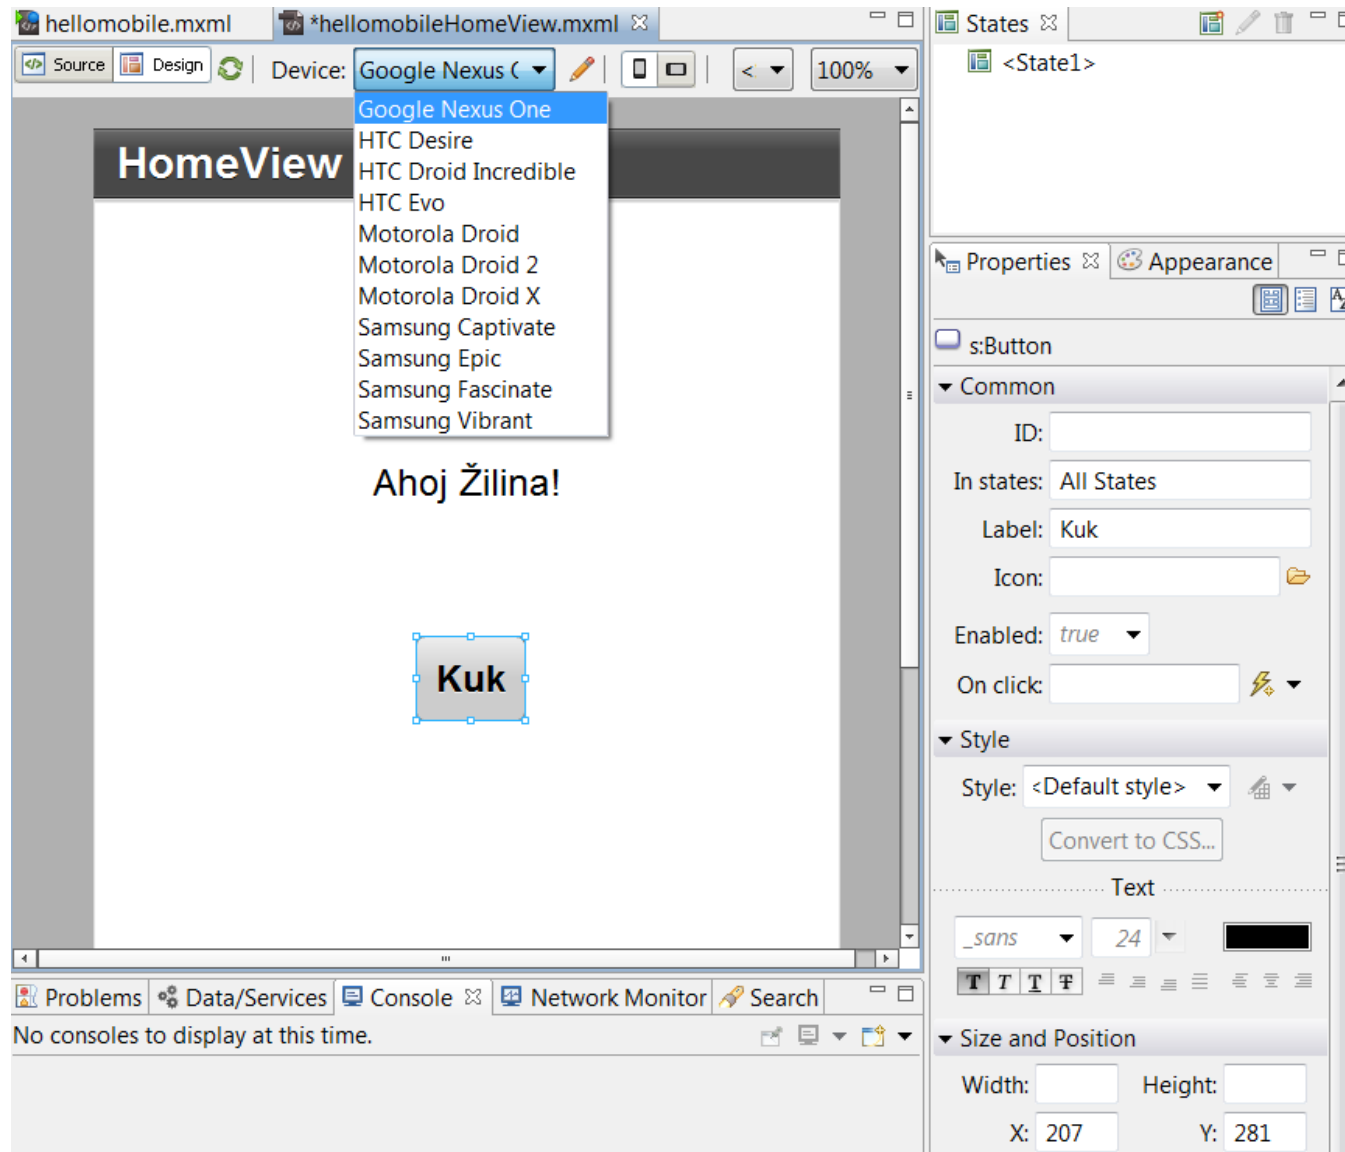 hellomobile.mxml
*hellomobileHomeView.mxml
Source
Design
Device:
Google Nexus
<
100%
Google Nexus One
HTC Desire
HTC Droid Incredible
HTC Evo
Motorola Droid
Motorola Droid 2
Motorola Droid X
Samsung Captivate
Samsung Epic
Samsung Fascinate
Samsung Vibrant
HomeView
Ahoj Žilina!
Kuk
Problems
Data/Services
Console
Network Monitor
Search
No consoles to display at this time.
States
<State1>
Properties
Appearance
s:Button
Common
ID:
In states: All States
Label: Kuk
Icon:
Enabled: true
On click:
Style
Style: <Default style>
Convert to CSS...
Text
_sans 24
T T T T
Size and Position
Width: Height:
X: 207 Y: 281